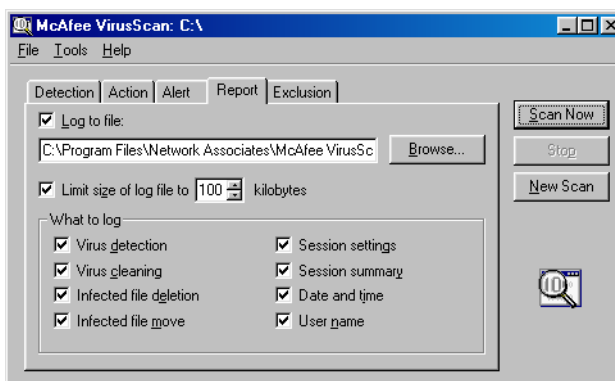 McAfee VirusScan: C:\
File Tools Help
Detection Action Alert Report Exclusion
Log to file:
C:\Program Files\Network Associates\McAfee VirusSc
Browse...
Limit size of log file to 100 kilobytes
What to log
Virus detection
Virus cleaning
Infected file deletion
Infected file move
Session settings
Session summary
Date and time
User name
Scan Now
Stop
New Scan